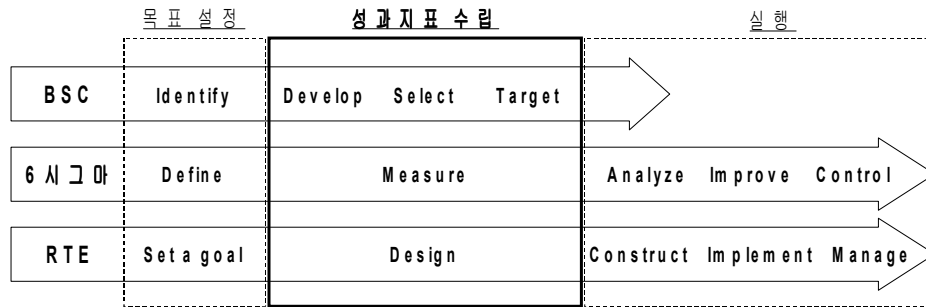 목표 설정 성과지표 수립 실행
BSC Identify Develop Select Target
6시그마 Define Measure Analyze Improve Control
RTE Set a goal Design Construct Implement Manage